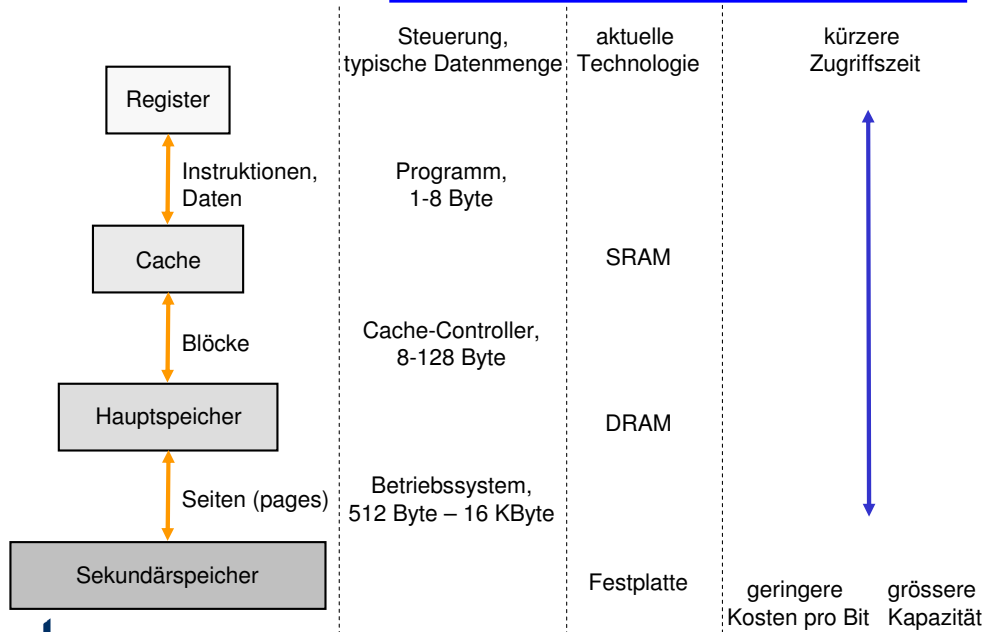 Steuerung,
typische Datenmenge
aktuelle
Technologie
kürzere
Zugriffszeit
Register
Instruktionen,
Daten
Programm,
1-8 Byte
Cache
SRAM
Blöcke
Cache-Controller,
8-128 Byte
Hauptspeicher
DRAM
Seiten (pages)
Betriebssystem,
512 Byte – 16 KByte
Sekundärspeicher
Festplatte
geringere
Kosten pro Bit
grössere
Kapazität